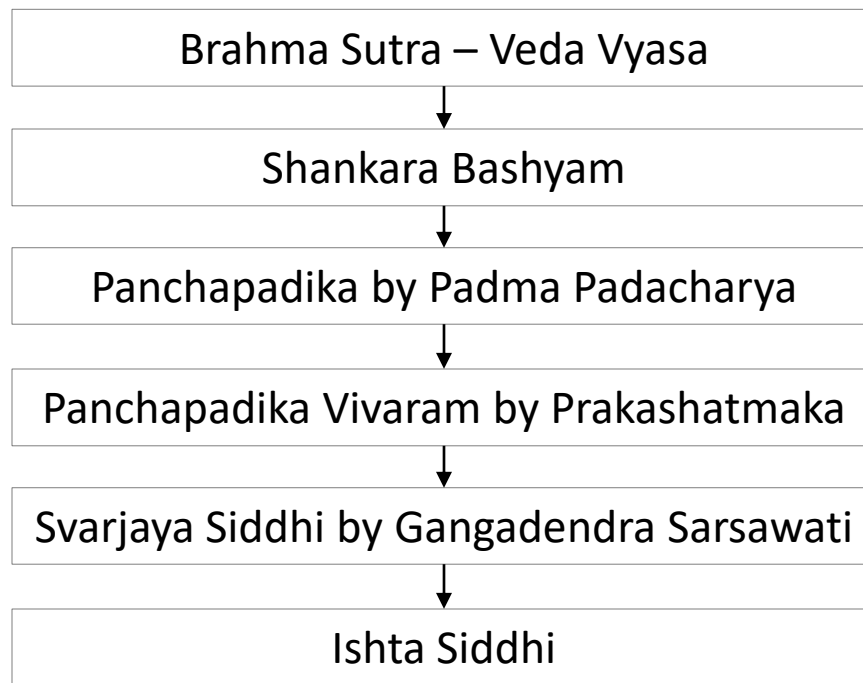 Brahma Sutra – Veda Vyasa
Shankara Bashyam
Panchapadika by Padma Padacharya
Panchapadika Vivaram by Prakashatmaka
Svarjaya Siddhi by Gangadendra Sarsawati
Ishta Siddhi